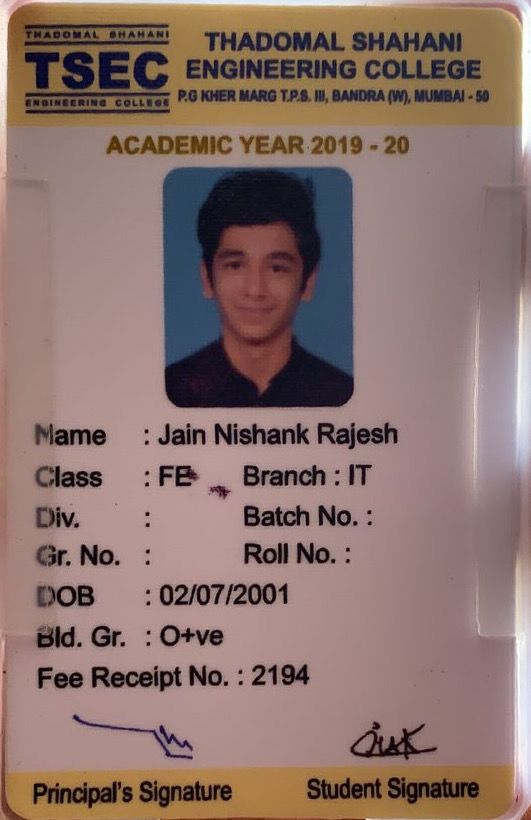 THADOMAL SHAHANI
TSEC
ENGINEERING COLLEGE
THADOMAL SHAHANI
ENGINEERING COLLEGE
P.G KHER MARG T.P.S. III, BANDRA (W), MUMBAI - 50
ACADEMIC YEAR 2019 - 20
Name : Jain Nishank Rajesh
Class : FE Branch : IT
Div. : Batch No. :
Gr. No. : Roll No. :
DOB : 02/07/2001
Bld. Gr. : O+ve
Fee Receipt No. : 2194
Principal's Signature Student Signature